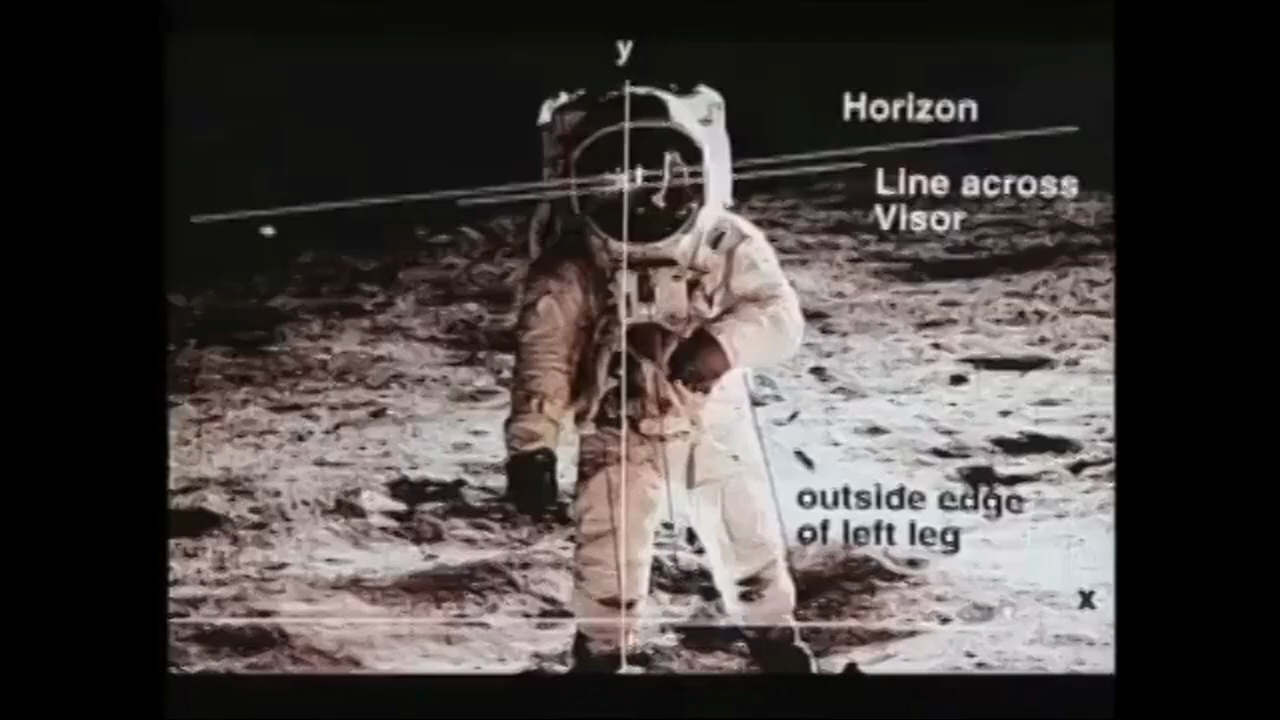 y
Horizon
Line across
Visor
outside edge
of left leg
x